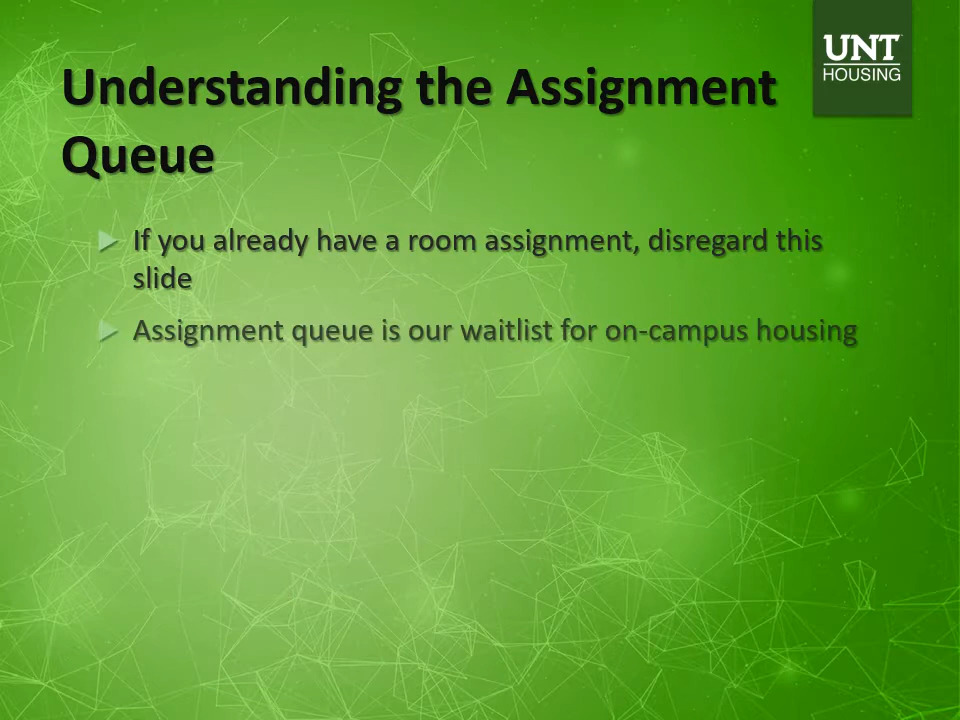 UNT
HOUSING
Understanding the Assignment
Queue
If you already have a room assignment, disregard this
slide
Assignment queue is our waitlist for on-campus housing